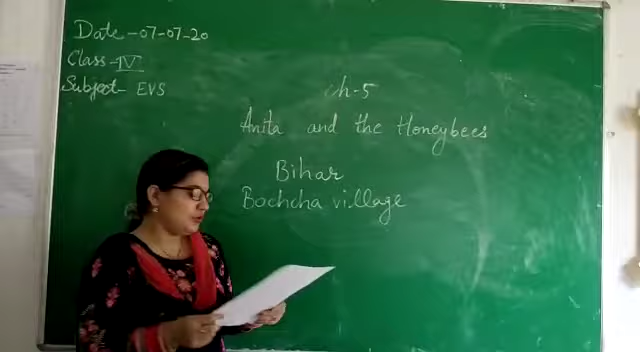 Date - 07-07-20
Class - IV
Subject - EVS
Ch-5
Anita and the Honeybees
Bihar
Bochcha village